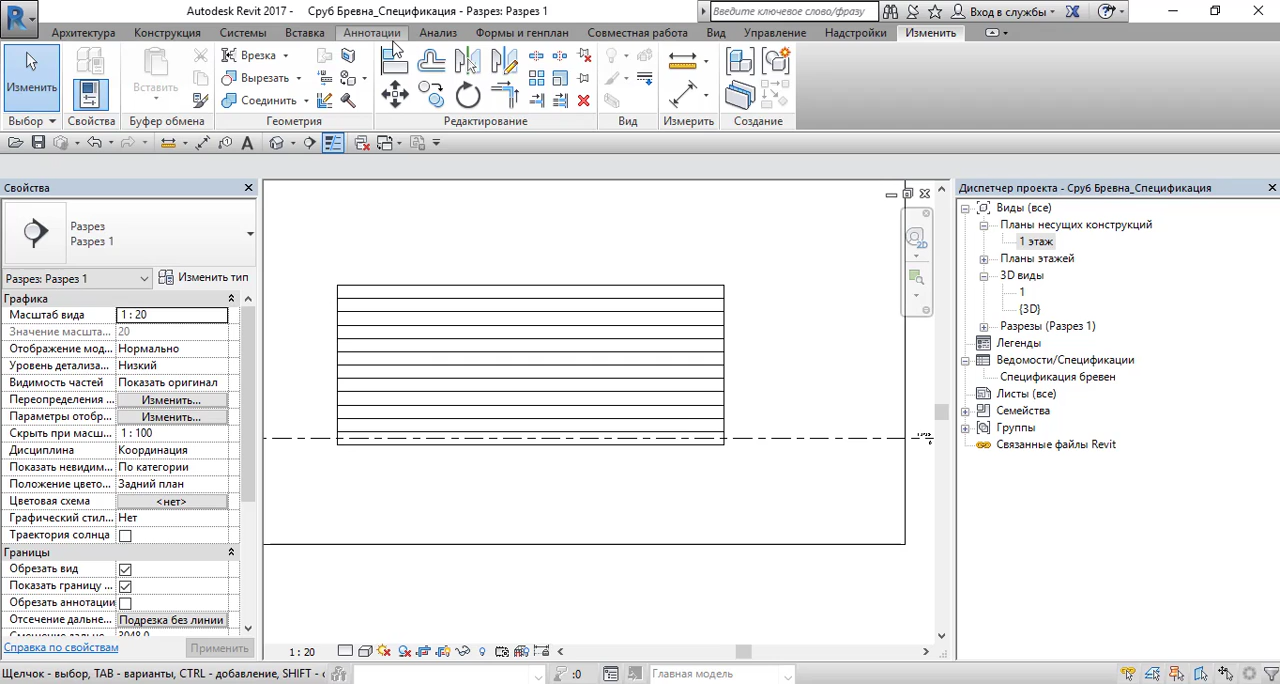 Autodesk Revit 2017 - Сруб Бревна_Спецификация - Разрез: Разрез 1
Введите ключевое слово/фразу
Вход в службы
Архитектура Конструкция Системы Вставка Аннотации Анализ Формы и генплан Совместная работа Вид Управление Надстройки Изменить
Изменить
Вставить
Врезка
Вырезать
Соединить
Выбор Свойства Буфер обмена Геометрия Редактирование Вид Измерить Создание
Свойства
Разрез
Разрез 1
Разрез: Разрез 1 Изменить тип
Графика
Масштаб вида 1 : 20
Значение масшта... 20
Отображение мод... Нормально
Уровень детализа... Низкий
Видимость частей Показать оригинал
Переопределения ... Изменить...
Параметры отобр... Изменить...
Скрыть при масш... 1 : 100
Дисциплина Координация
Показать невидим... По категории
Положение цвето... Задний план
Цветовая схема <нет>
Графический стил... Нет
Траектория солнца
Границы
Обрезать вид
Показать границу ...
Обрезать аннотации
Отсечение дальне... Подрезка без линии
Смещение дальне... 3048.0
Справка по свойствам Применить
2D
1 : 20
Диспетчер проекта - Сруб Бревна_Спецификация
Виды (все)
Планы несущих конструкций
1 этаж
Планы этажей
3D виды
1
{3D}
Разрезы (Разрез 1)
Легенды
Ведомости/Спецификации
Спецификация бревен
Листы (все)
Семейства
Группы
Связанные файлы Revit
Щелчок - выбор, TAB - варианты, CTRL - добавление, SHIFT - с
:0
Главная модель